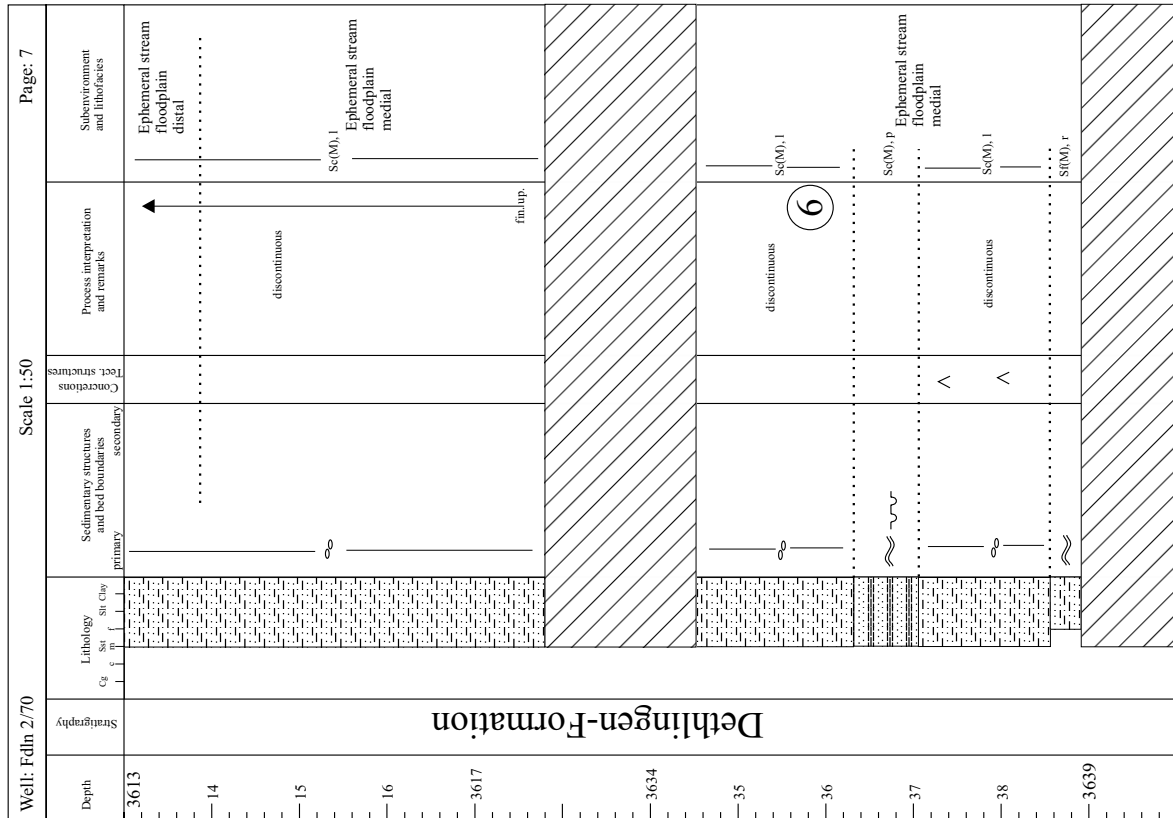 Well: Fdln 2/70
Scale 1:50
Page: 7
Depth
Stratigraphy
Lithology
Cg
c
Sst
m
f
Slt
Clay
Sedimentary structures
and bed boundaries
primary
secondary
Concretions
Tect. structures
Process interpretation
and remarks
Subenvironment
and lithofacies
3613
14
15
16
3617
3634
35
36
37
38
3639
Dethlingen-Formation
discontinuous
fin.up.
discontinuous
discontinuous
Ephemeral stream
floodplain
distal
Ephemeral stream
floodplain
medial
Sc(M), l
Ephemeral stream
floodplain
medial
Sc(M), l
Sc(M), p
Sc(M), l
Sf(M), r